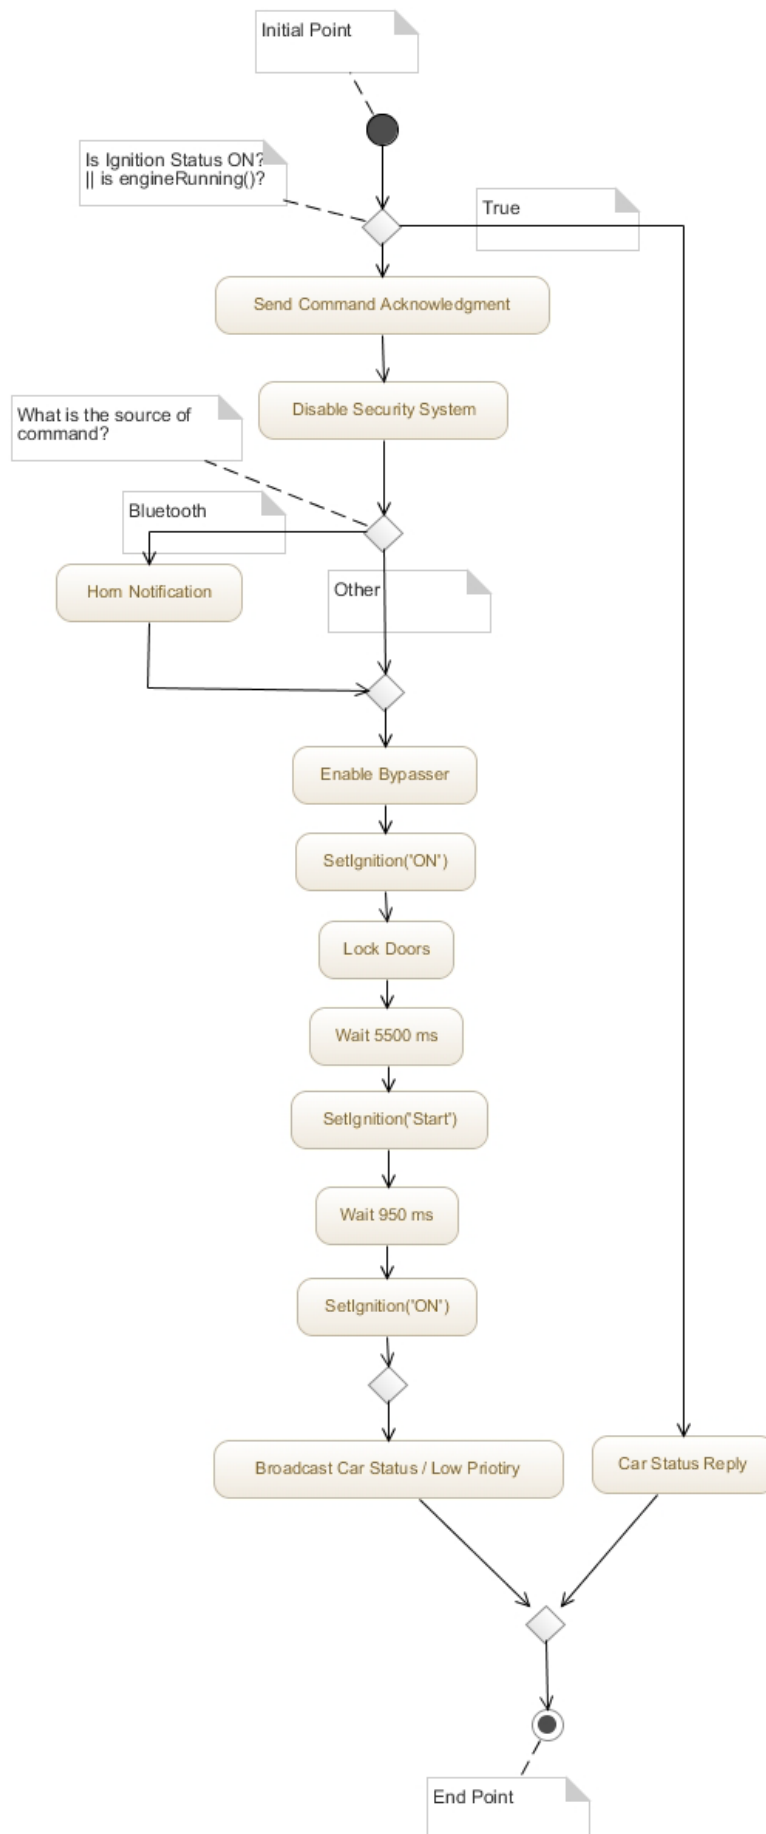 Initial Point
Is Ignition Status ON?
|| is engineRunning()?
True
Send Command Acknowledgment
Disable Security System
What is the source of
command?
Bluetooth
Horn Notification
Other
Enable Bypasser
SetIgnition("ON")
Lock Doors
Wait 5500 ms
SetIgnition("Start")
Wait 950 ms
SetIgnition("ON")
Broadcast Car Status / Low Priotiry
Car Status Reply
End Point